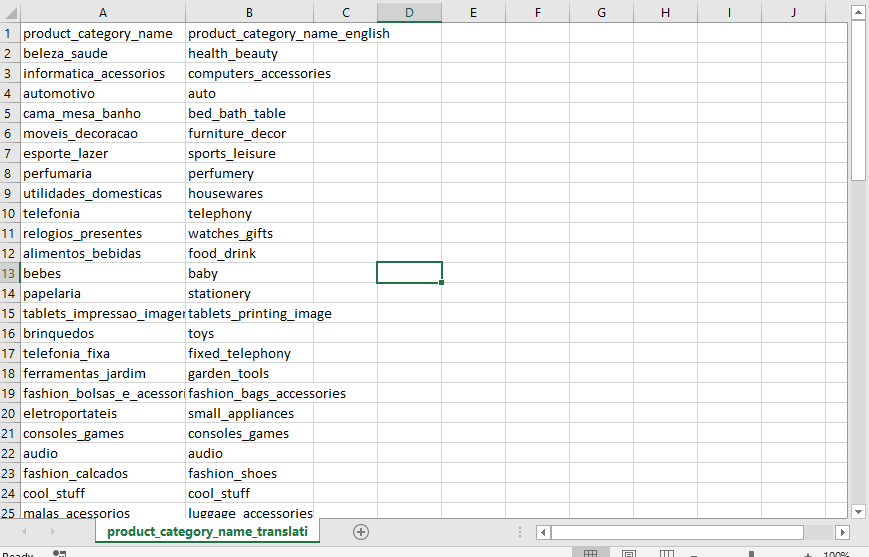 A B C D E F G H I J
1 product_category_name product_category_name_english
2 beleza_saude health_beauty
3 informatica_acessorios computers_accessories
4 automotivo auto
5 cama_mesa_banho bed_bath_table
6 moveis_decoracao furniture_decor
7 esporte_lazer sports_leisure
8 perfumaria perfumery
9 utilidades_domesticas housewares
10 telefonia telephony
11 relogios_presentes watches_gifts
12 alimentos_bebidas food_drink
13 bebes baby
14 papelaria stationery
15 tablets_impressao_imager tablets_printing_image
16 brinquedos toys
17 telefonia_fixa fixed_telephony
18 ferramentas_jardim garden_tools
19 fashion_bolsas_e_acessori fashion_bags_accessories
20 eletroportateis small_appliances
21 consoles_games consoles_games
22 audio audio
23 fashion_calcados fashion_shoes
24 cool_stuff cool_stuff
25 malas_acessorios luggage_accessories
product_category_name_translati
Ready 100%